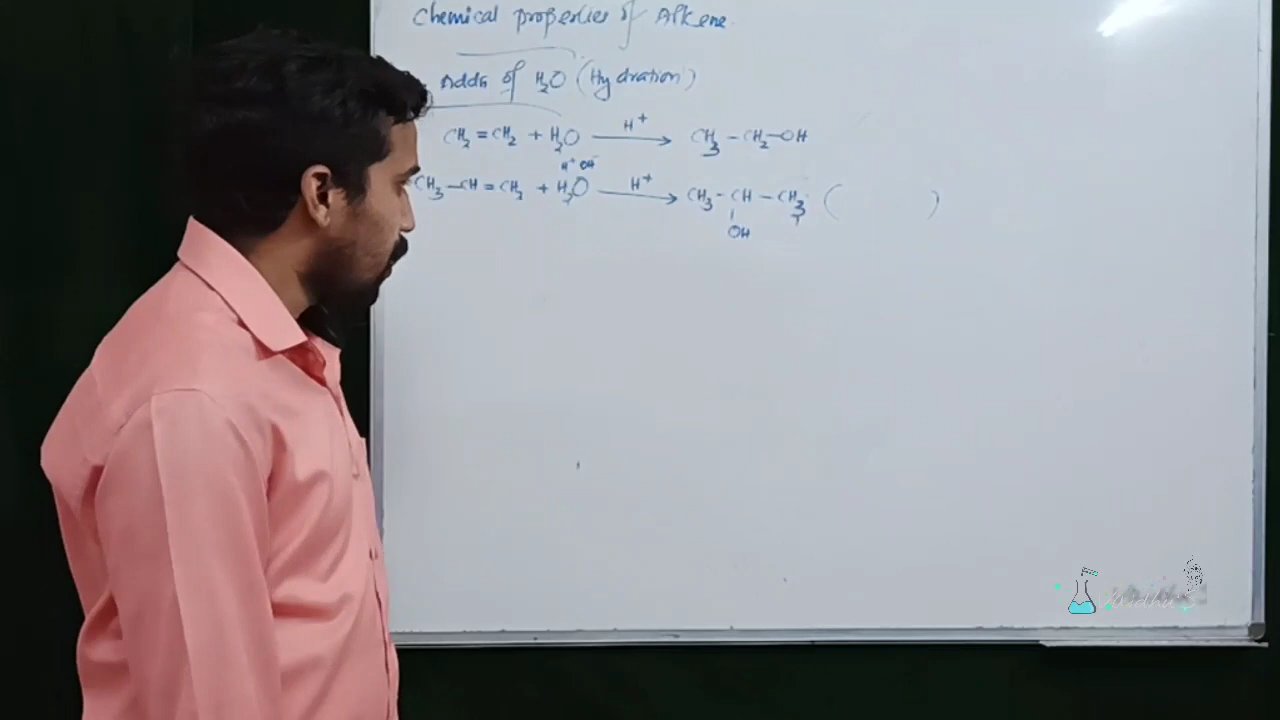 Chemical properties of Alkene.
Addn of H2O (Hydration)
CH2 = CH2 + H2O H+ → CH3 - CH2 - OH
H+ OH-
CH3 - CH = CH2 + H2O H+ → CH3 - CH - CH3 ( )
OH